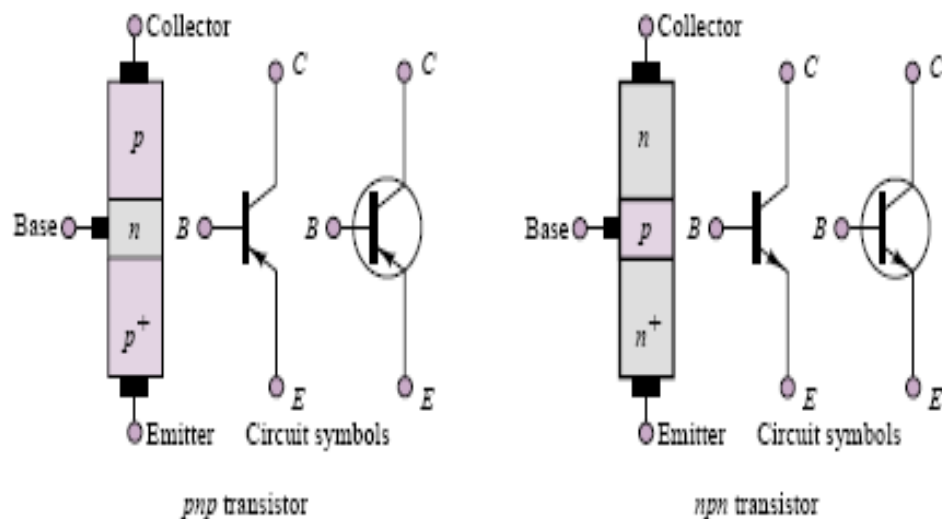 Collector
C
C
p
Base
n
B
B
p+
E
E
Emitter
Circuit symbols
pnp transistor
Collector
C
C
n
Base
p
B
B
n+
E
E
Emitter
Circuit symbols
npn transistor